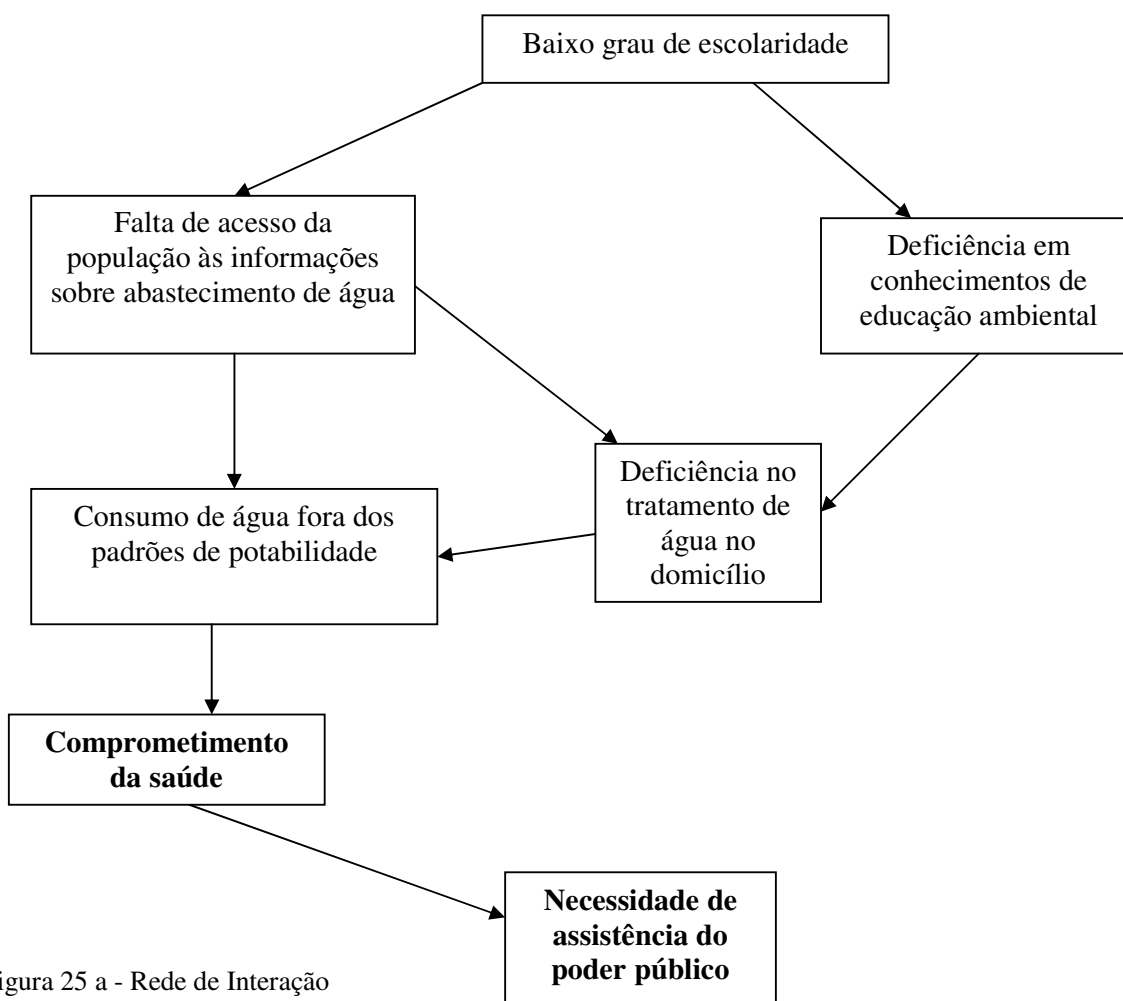 Baixo grau de escolaridade
Falta de acesso da
população às informações
sobre abastecimento de água
Deficiência em
conhecimentos de
educação ambiental
Deficiência no
tratamento de
água no
domicílio
Consumo de água fora dos
padrões de potabilidade
Comprometimento
da saúde
Necessidade de
assistência do
poder público
igura 25 a - Rede de Interação